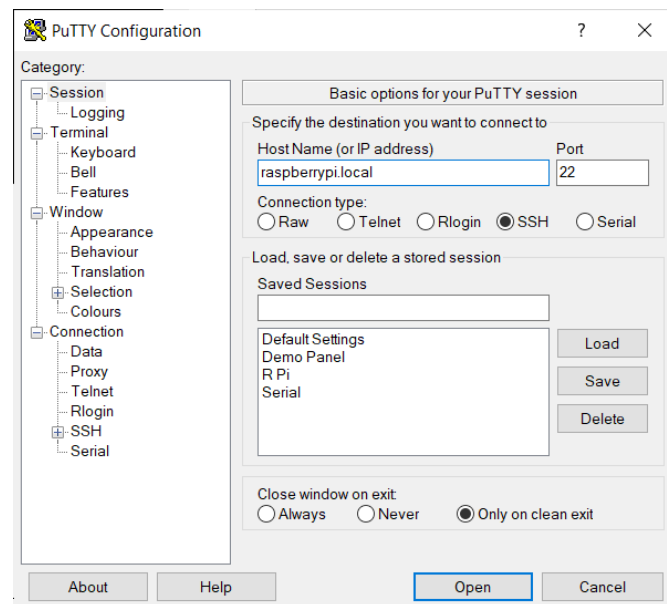 PuTTY Configuration
? ×
Category:
Session
Logging
Terminal
Keyboard
Bell
Features
Window
Appearance
Behaviour
Translation
Selection
Colours
Connection
Data
Proxy
Telnet
Rlogin
SSH
Serial
Basic options for your PuTTY session
Specify the destination you want to connect to
Host Name (or IP address) Port
raspberrypi.local 22
Connection type:
Raw Telnet Rlogin SSH Serial
Load, save or delete a stored session
Saved Sessions
Default Settings
Demo Panel
R Pi
Serial
Load
Save
Delete
Close window on exit:
Always Never Only on clean exit
About Help Open Cancel